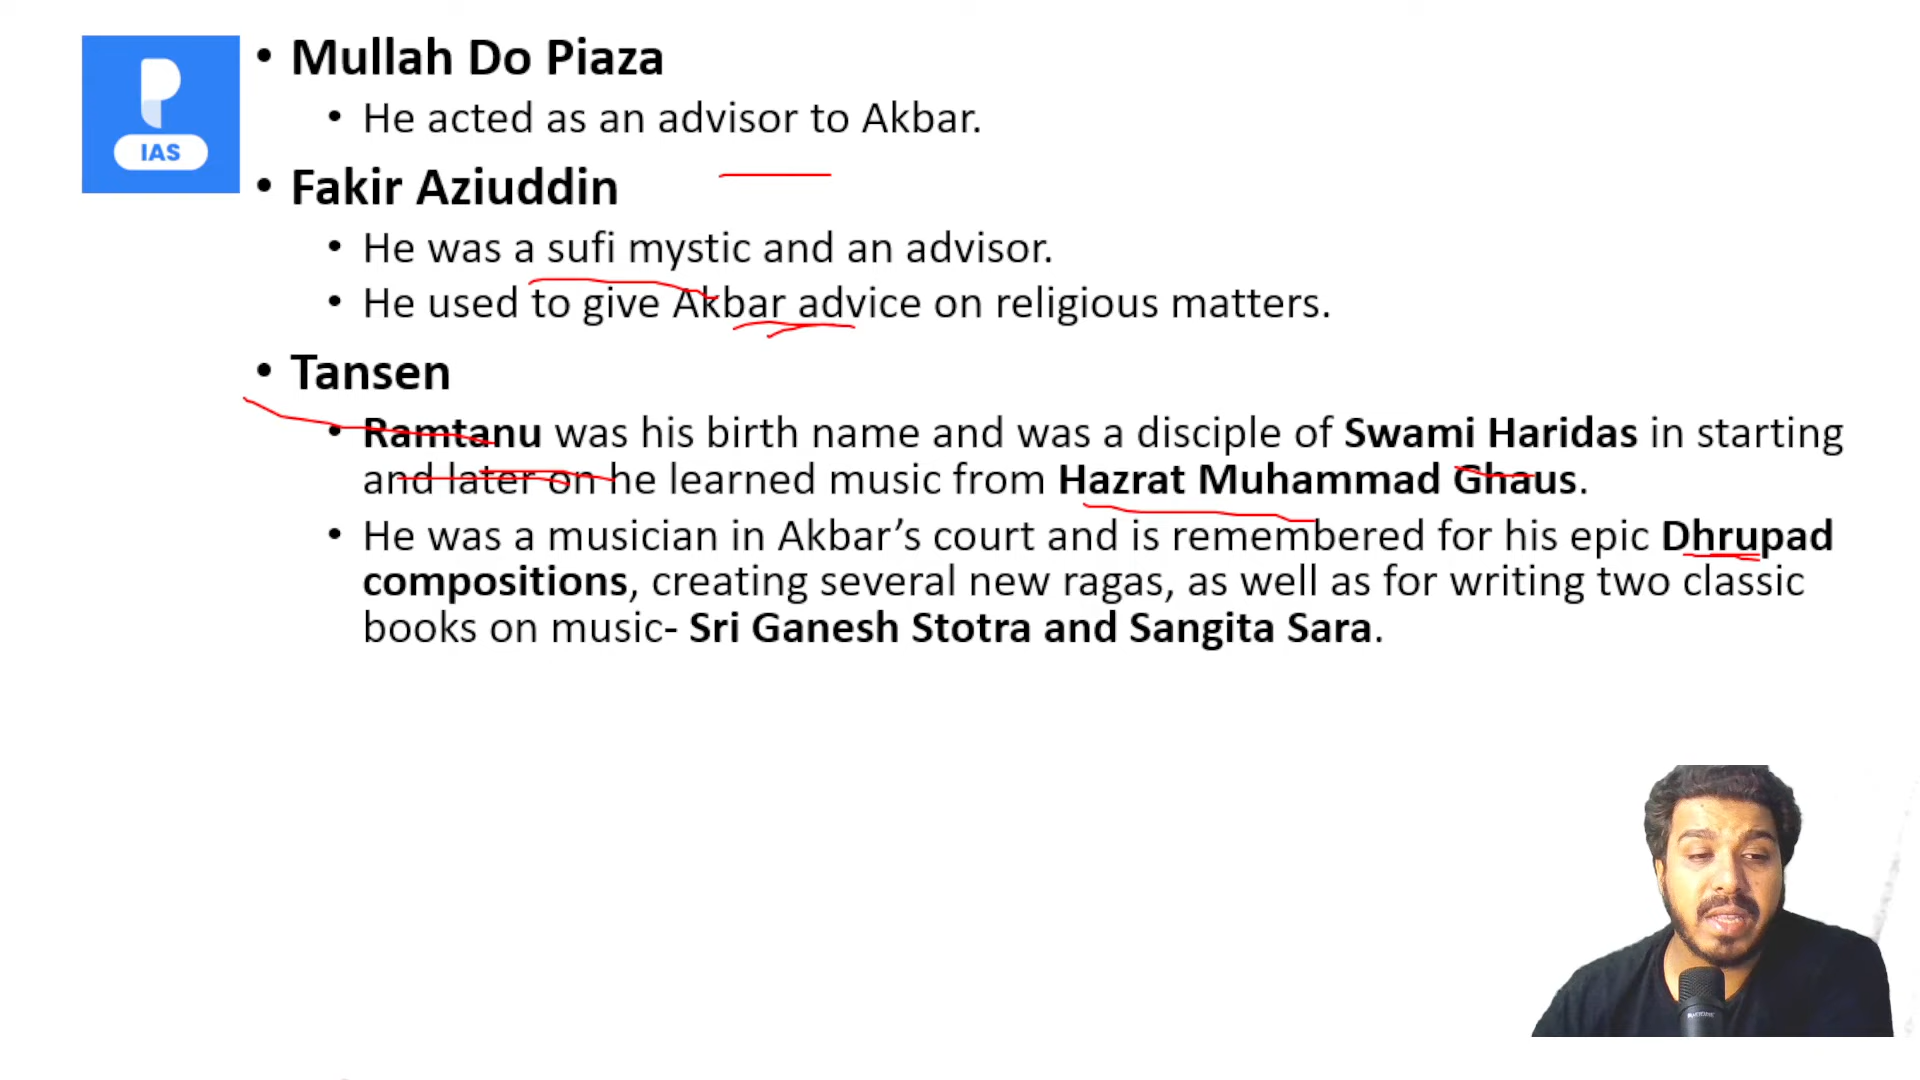 IAS
• Mullah Do Piaza
• He acted as an advisor to Akbar.
• Fakir Aziuddin
• He was a sufi mystic and an advisor.
• He used to give Akbar advice on religious matters.
• Tansen
• Ramtanu was his birth name and was a disciple of Swami Haridas in starting
and later on he learned music from Hazrat Muhammad Ghaus.
• He was a musician in Akbar’s court and is remembered for his epic Dhrupad
compositions, creating several new ragas, as well as for writing two classic
books on music- Sri Ganesh Stotra and Sangita Sara.